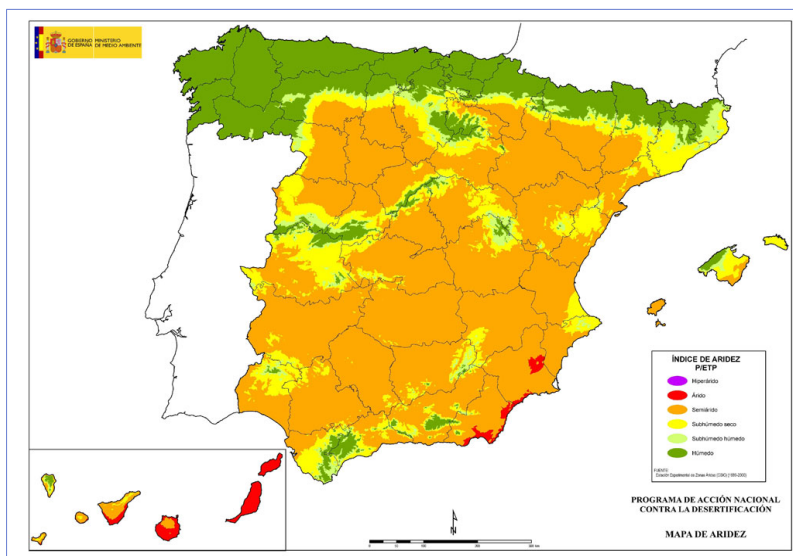 GOBIERNO MINISTERIO
DE ESPAÑA DE MEDIO AMBIENTE
ÍNDICE DE ARIDEZ
P/ETP
Hiperárido
Árido
Semiárido
Subhúmedo seco
Subhúmedo húmedo
Húmedo
FUENTE
PROGRAMA DE ACCIÓN NACIONAL
CONTRA LA DESERTIFICACIÓN
MAPA DE ARIDEZ